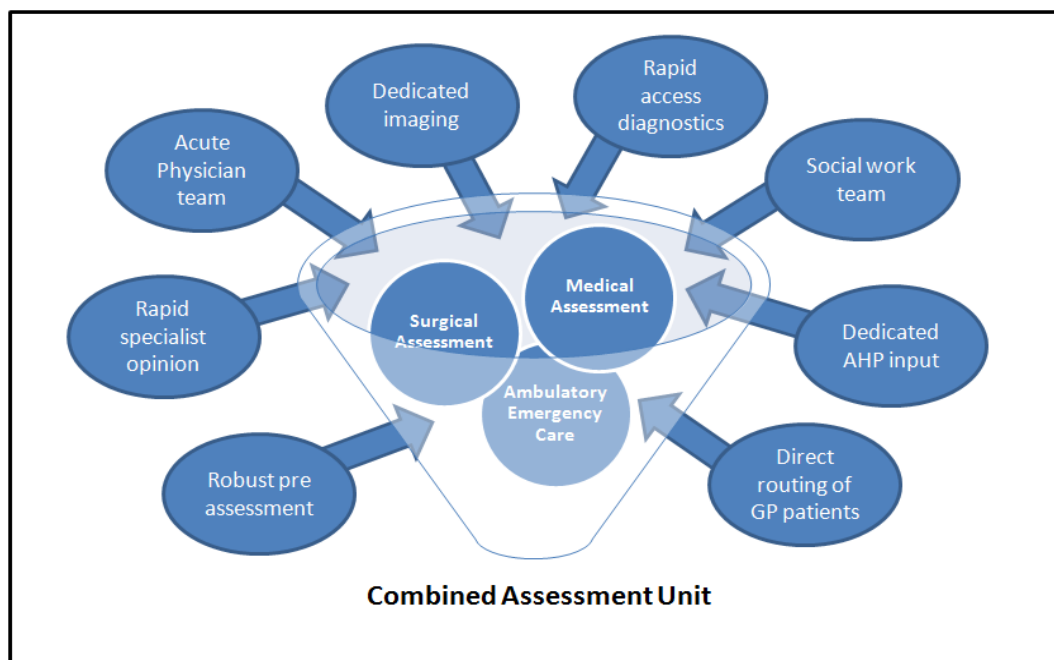 Dedicated
imaging
Rapid
access
diagnostics
Acute
Physician
team
Social work
team
Rapid
specialist
opinion
Surgical
Assessment
Medical
Assessment
Dedicated
AHP input
Ambulatory
Emergency
Care
Robust pre
assessment
Direct
routing of
GP patients
Combined Assessment Unit